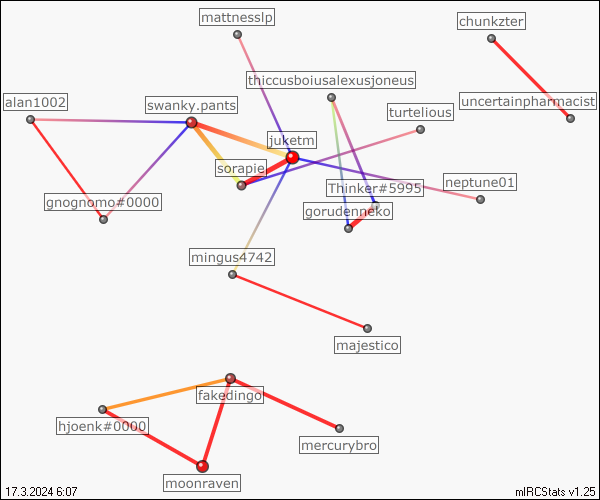 mattnesslp
chunkzter
thiccusboiusalexusjoneus
alan1002
swanky.pants
uncertainpharmacist
turtelious
juketm
sorapie
neptune01
Thinker#5995
gnognomo#0000
gorudenneko
mingus4742
majestico
fakedingo
hjoenk#0000
mercurybro
moonraven
17.3.2024 6:07
mIRCStats v1.25